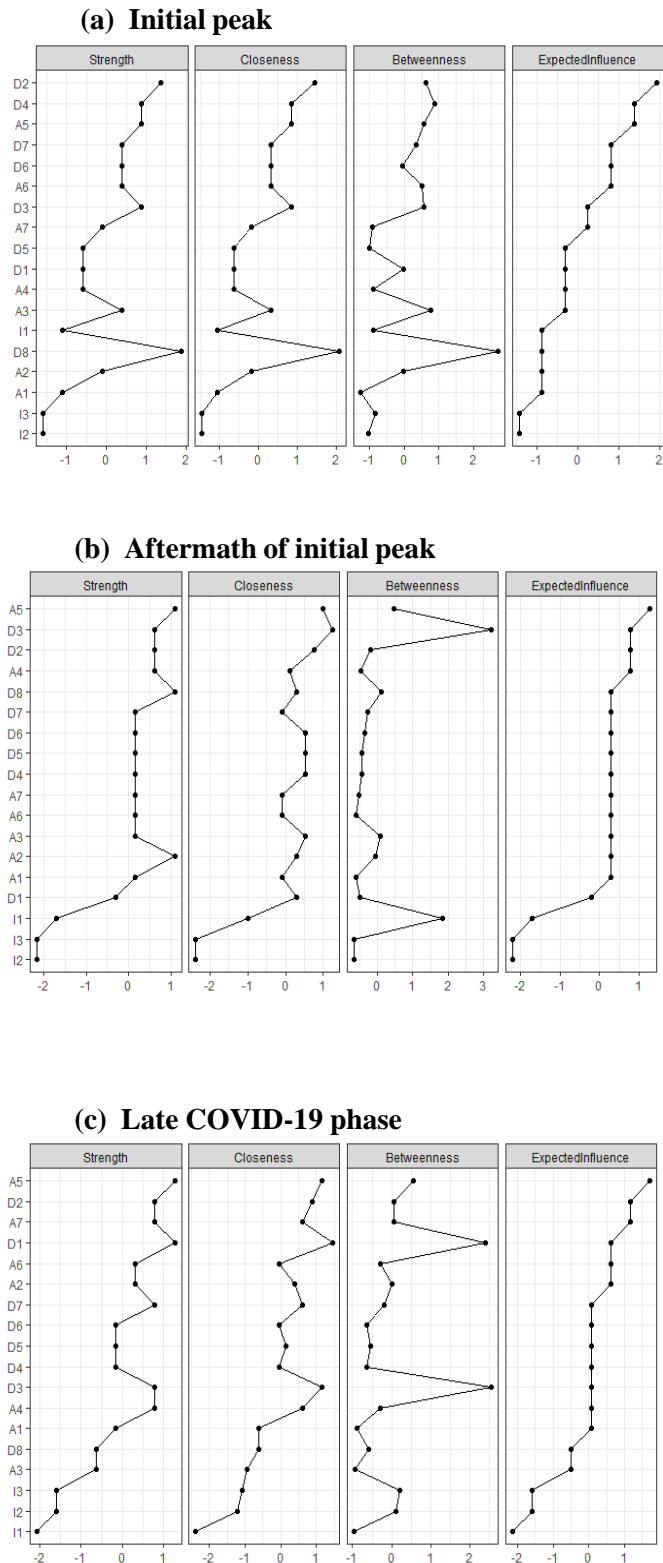 (a) Initial peak
Strength Closeness Betweenness ExpectedInfluence
D2
D4
A5
D7
D6
A6
D3
A7
D5
D1
A4
A3
I1
D8
A2
A1
I3
I2
-1 0 1 2 -1 0 1 2 -1 0 1 2 -1 0 1 2
(b) Aftermath of initial peak
Strength Closeness Betweenness ExpectedInfluence
A5
D3
D2
A4
D8
D7
D6
D5
D4
A7
A6
A3
A2
A1
D1
I1
I3
I2
-2 -1 0 1 -2 -1 0 1 0 1 2 3 -2 -1 0 1
(c) Late COVID-19 phase
Strength Closeness Betweenness ExpectedInfluence
A5
D2
A7
D1
A6
A2
D7
D6
D5
D4
D3
A4
A1
D8
A3
I3
I2
I1
-2 -1 0 1 -2 -1 0 1 -1 0 1 2 -2 -1 0 1